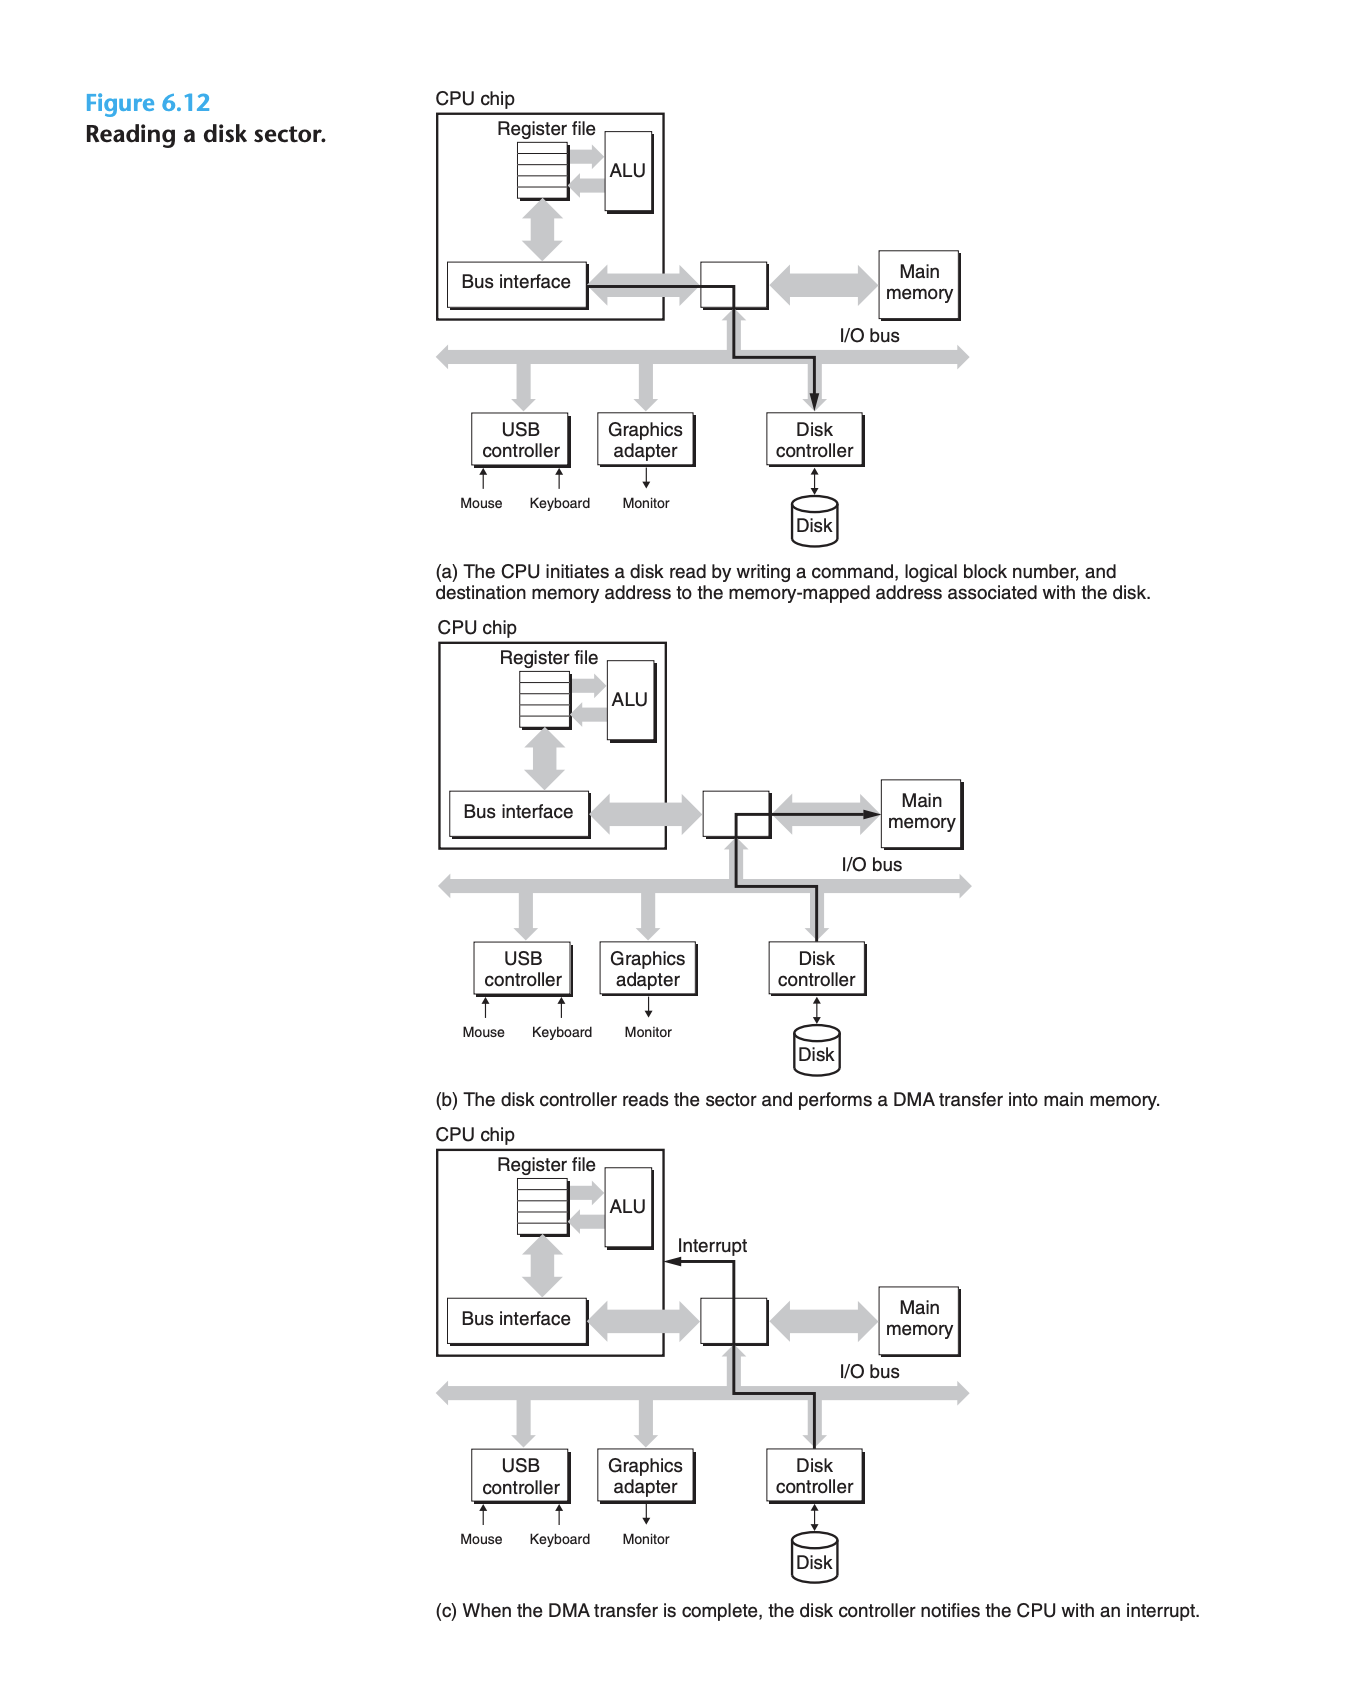 Figure 6.12
Reading a disk sector.
CPU chip
Register file
ALU
Bus interface
Main
memory
I/O bus
USB
controller
Graphics
adapter
Disk
controller
Mouse
Keyboard
Monitor
Disk
(a) The CPU initiates a disk read by writing a command, logical block number, and
destination memory address to the memory-mapped address associated with the disk.
CPU chip
Register file
ALU
Bus interface
Main
memory
I/O bus
USB
controller
Graphics
adapter
Disk
controller
Mouse
Keyboard
Monitor
Disk
(b) The disk controller reads the sector and performs a DMA transfer into main memory.
CPU chip
Register file
ALU
Interrupt
Bus interface
Main
memory
I/O bus
USB
controller
Graphics
adapter
Disk
controller
Mouse
Keyboard
Monitor
Disk
(c) When the DMA transfer is complete, the disk controller notifies the CPU with an interrupt.